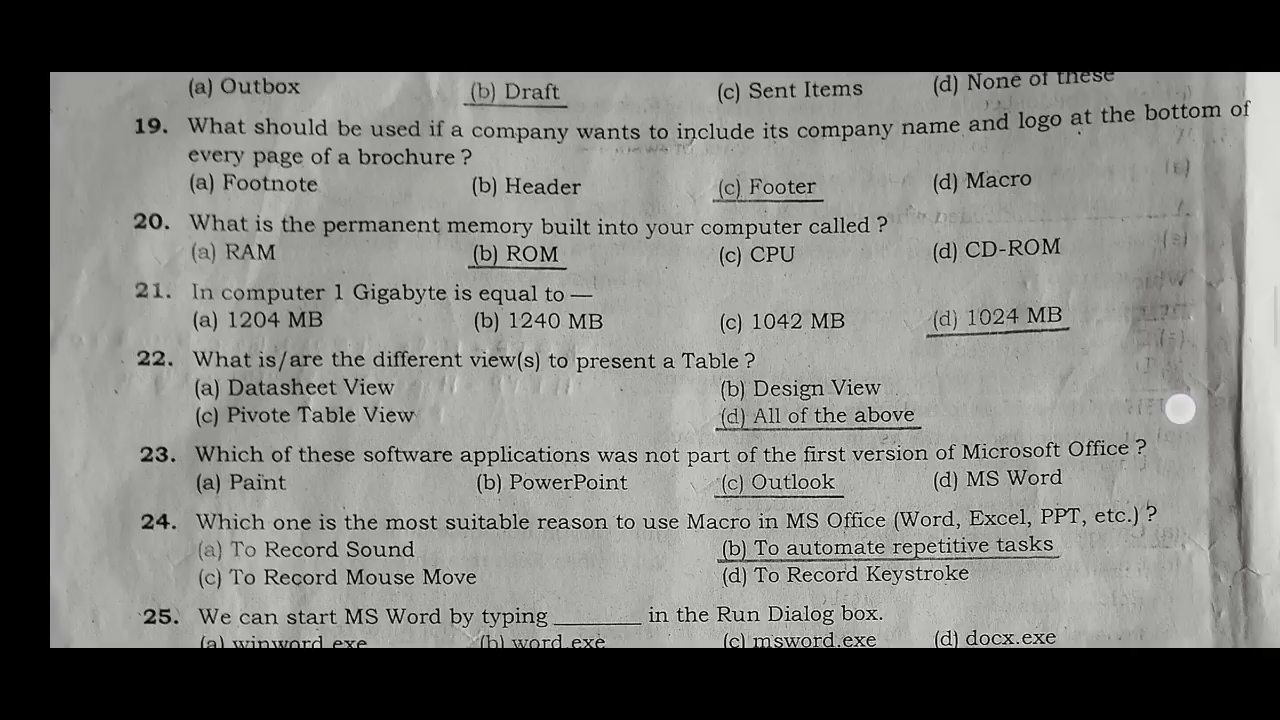 (a) Outbox (b) Draft (c) Sent Items (d) None of these
19. What should be used if a company wants to include its company name and logo at the bottom of
every page of a brochure ?
(a) Footnote (b) Header (c) Footer (d) Macro
20. What is the permanent memory built into your computer called ?
(a) RAM (b) ROM (c) CPU (d) CD-ROM
21. In computer 1 Gigabyte is equal to —
(a) 1204 MB (b) 1240 MB (c) 1042 MB (d) 1024 MB
22. What is/are the different view(s) to present a Table ?
(a) Datasheet View (b) Design View
(c) Pivote Table View (d) All of the above
23. Which of these software applications was not part of the first version of Microsoft Office ?
(a) Paint (b) PowerPoint (c) Outlook (d) MS Word
24. Which one is the most suitable reason to use Macro in MS Office (Word, Excel, PPT, etc.) ?
(a) To Record Sound (b) To automate repetitive tasks
(c) To Record Mouse Move (d) To Record Keystroke
25. We can start MS Word by typing ________ in the Run Dialog box.
(a) winword.exe (b) word.exe (c) msword.exe (d) docx.exe